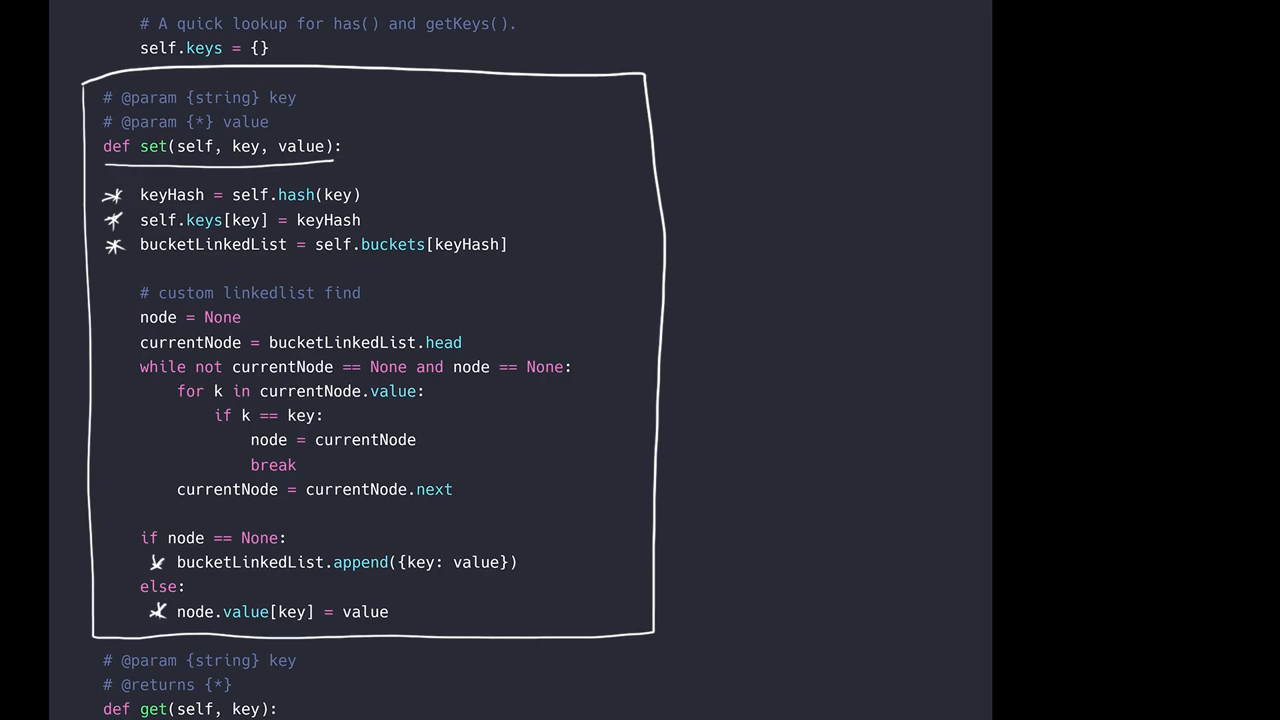 # A quick lookup for has() and getKeys().
self.keys = {}
# @param {string} key
# @param {*} value
def set(self, key, value):
keyHash = self.hash(key)
self.keys[key] = keyHash
bucketLinkedList = self.buckets[keyHash]
# custom linkedlist find
node = None
currentNode = bucketLinkedList.head
while not currentNode == None and node == None:
for k in currentNode.value:
if k == key:
node = currentNode
break
currentNode = currentNode.next
if node == None:
bucketLinkedList.append({key: value})
else:
node.value[key] = value
# @param {string} key
# @returns {*}
def get(self, key):